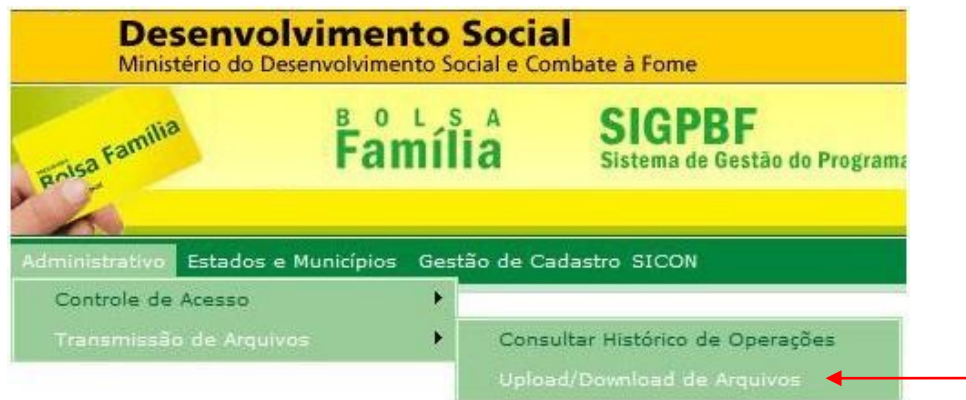 Desenvolvimento Social
Ministério do Desenvolvimento Social e Combate à Fome
Bolsa Família
BOLSA
Família
SIGPBF
Sistema de Gestão do Programa
Administrativo Estados e Municípios Gestão de Cadastro SICON
Controle de Acesso
Transmissão de Arquivos
Consultar Histórico de Operações
Upload/Download de Arquivos